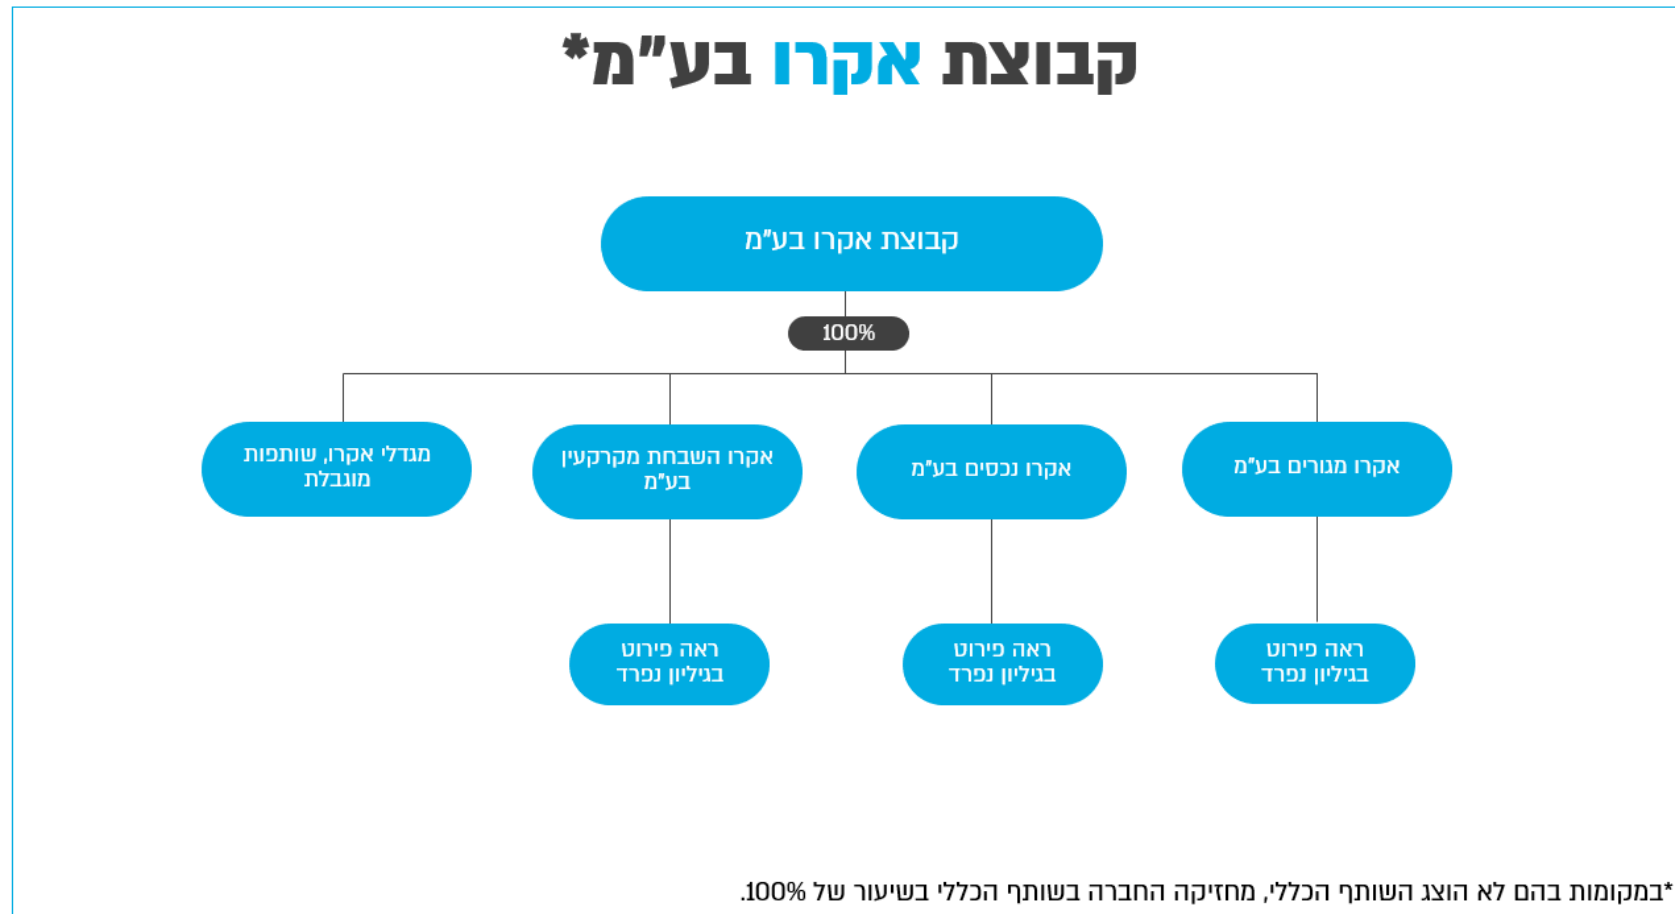 קבוצת אקרו בע"מ*
קבוצת אקרו בע"מ
100%
אקרו מגורים בע"מ
אקרו נכסים בע"מ
אקרו השבחת מקרקעין
בע"מ
מגדלי אקרו, שותפות
מוגבלת
ראה פירוט
בגיליון נפרד
ראה פירוט
בגיליון נפרד
ראה פירוט
בגיליון נפרד
*במקומות בהם לא הוצג השותף הכללי, מחזיקה החברה בשותף הכללי בשיעור של 100%.